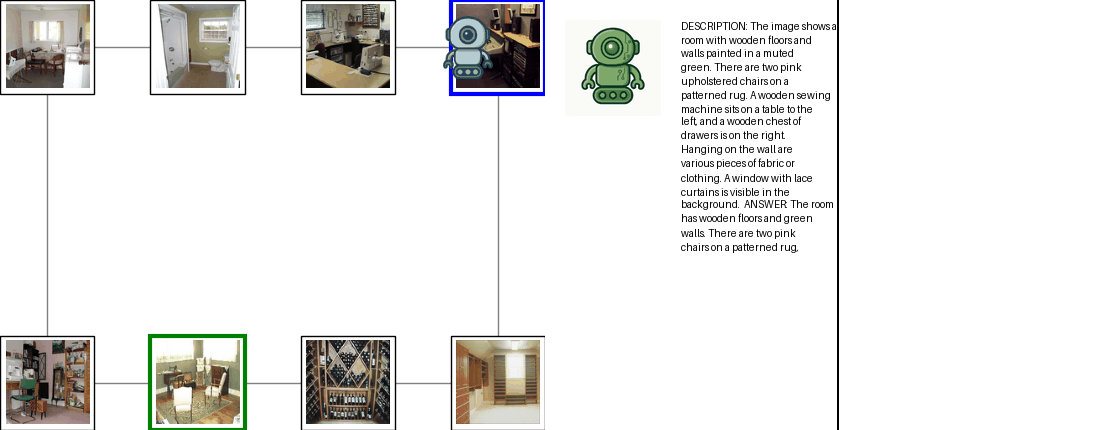 DESCRIPTION: The image shows a
room with wooden floors and
walls painted in a muted
green. There are two pink
upholstered chairs on a
patterned rug. A wooden sewing
machine sits on a table to the
left, and a wooden chest of
drawers is on the right.
Hanging on the wall are
various pieces of fabric or
clothing. A window with lace
curtains is visible in the
background.  ANSWER: The room
has wooden floors and green
walls. There are two pink
chairs on a patterned rug,